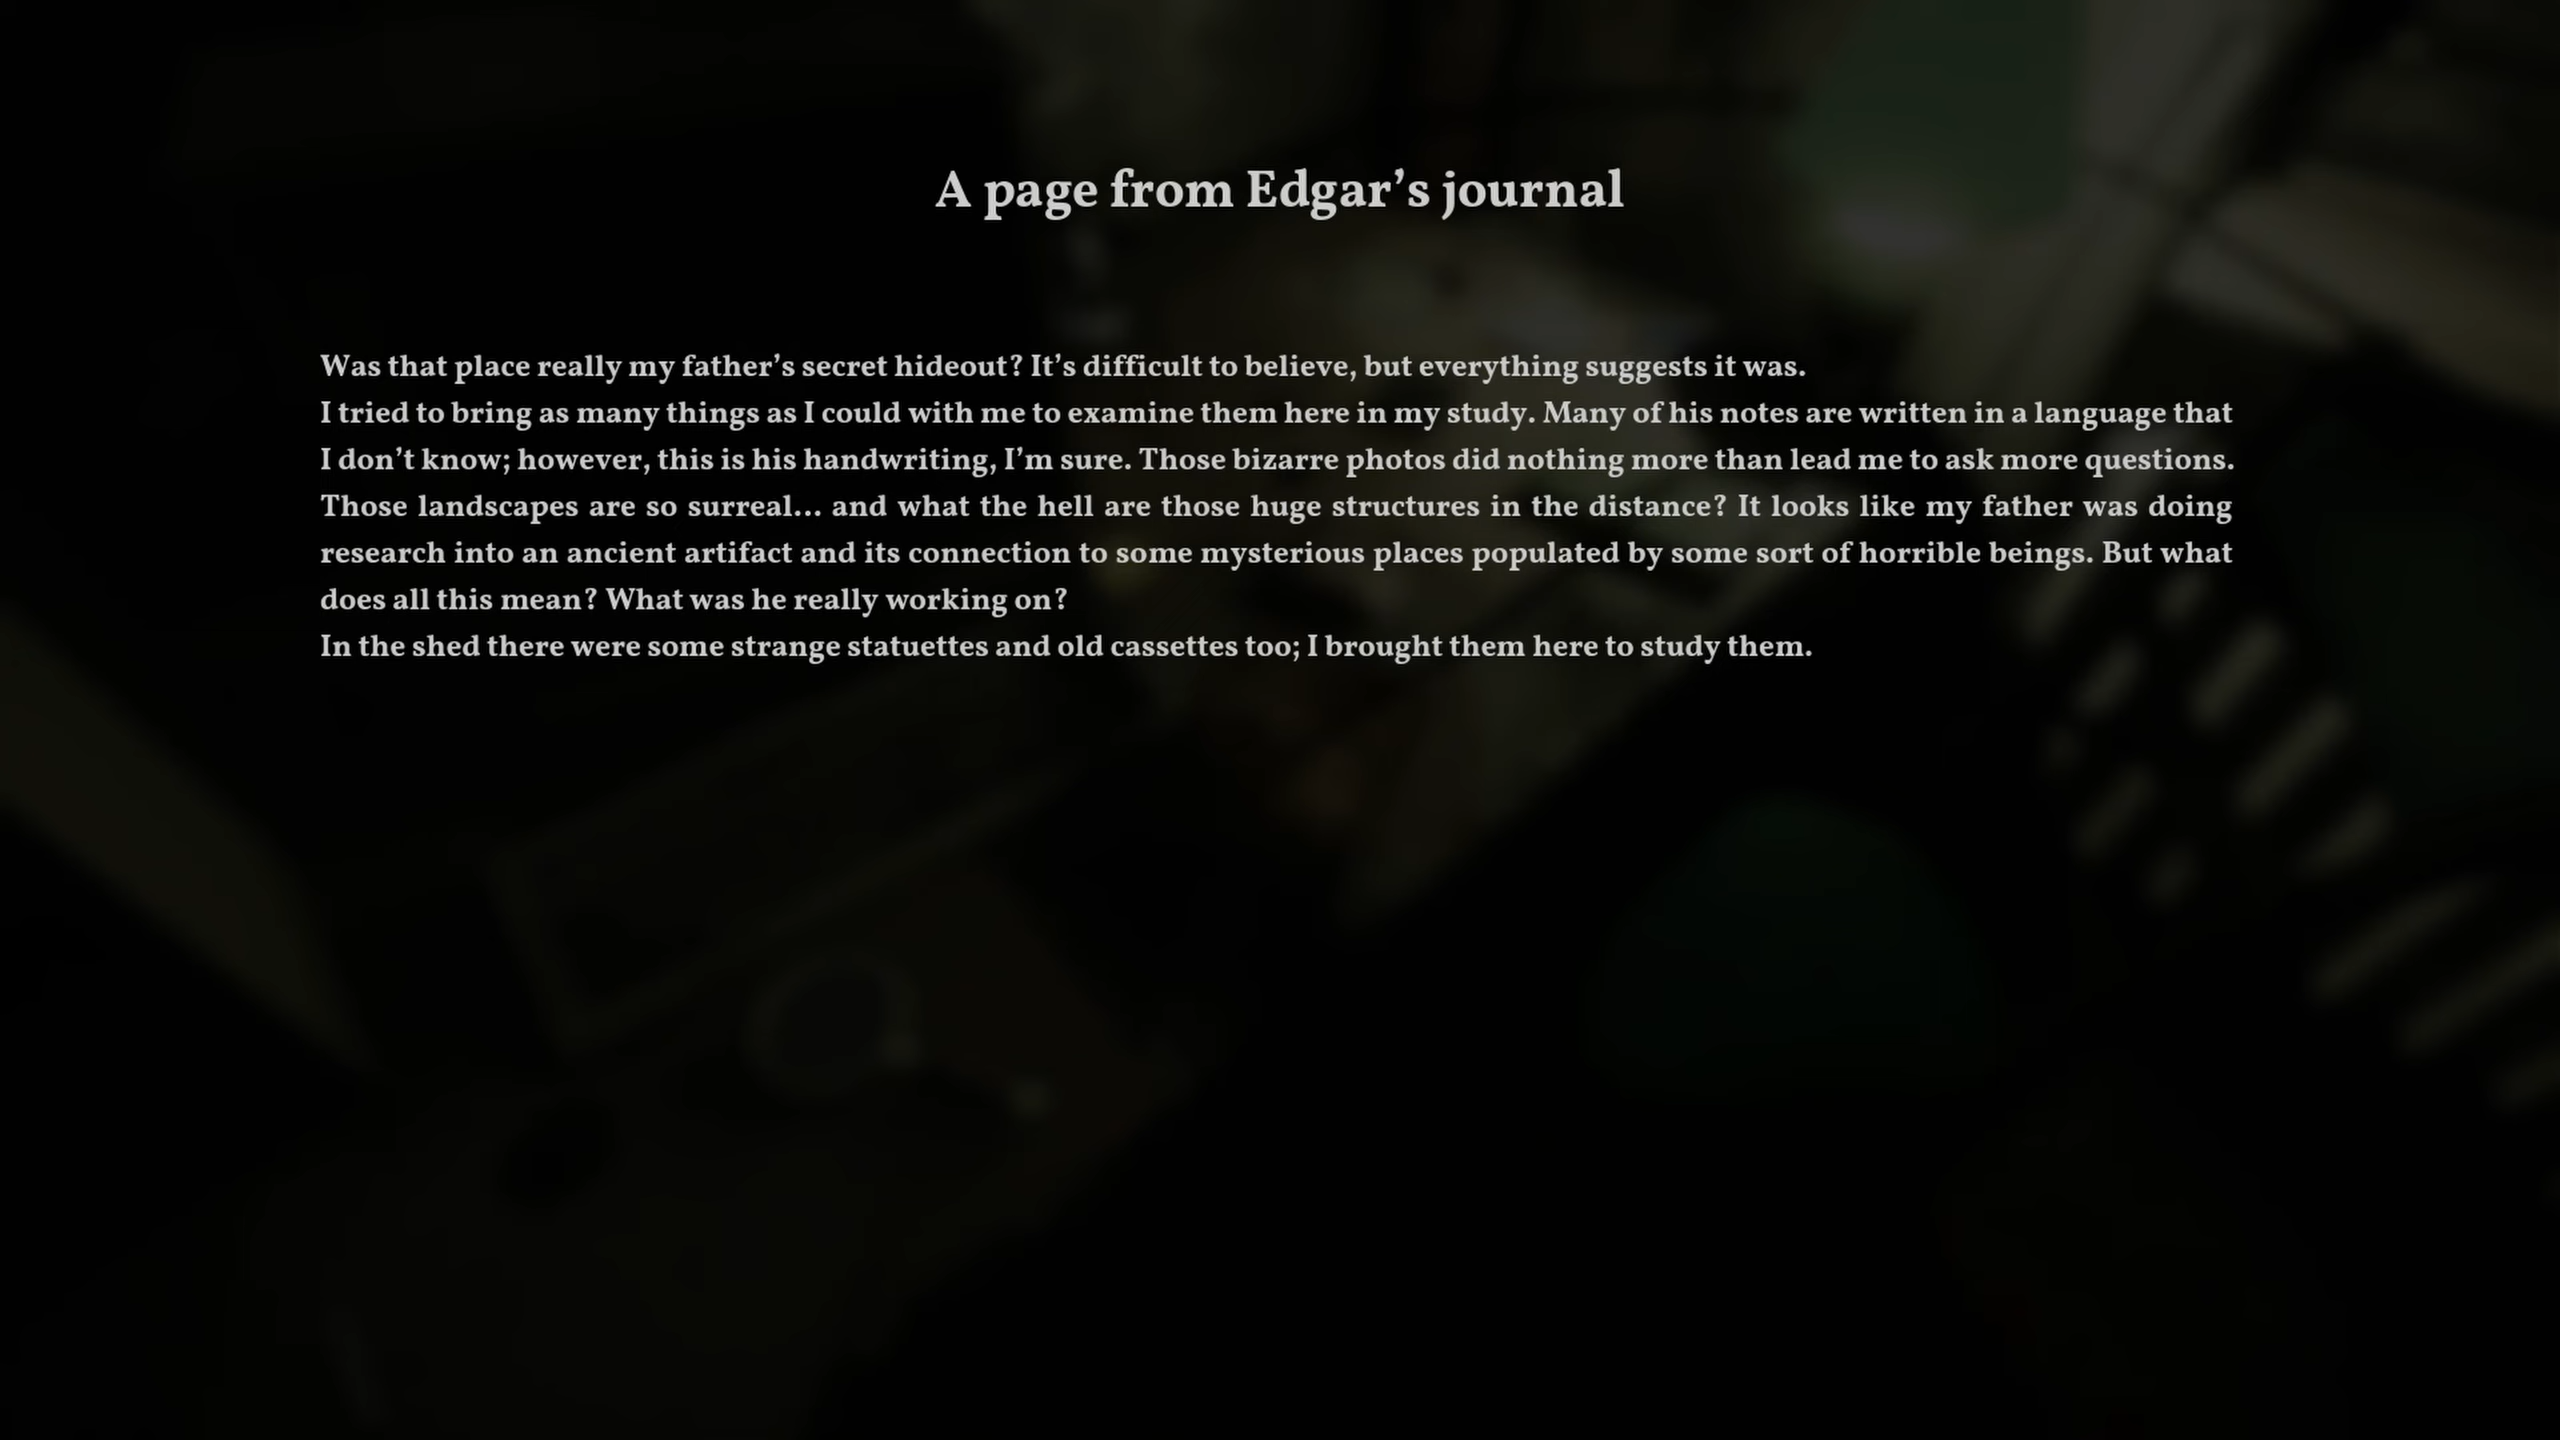 A page from Edgar’s journal
Was that place really my father’s secret hideout? It’s difficult to believe, but everything suggests it was.
I tried to bring as many things as I could with me to examine them here in my study. Many of his notes are written in a language that
I don’t know; however, this is his handwriting, I’m sure. Those bizarre photos did nothing more than lead me to ask more questions.
Those landscapes are so surreal... and what the hell are those huge structures in the distance? It looks like my father was doing
research into an ancient artifact and its connection to some mysterious places populated by some sort of horrible beings. But what
does all this mean? What was he really working on?
In the shed there were some strange statuettes and old cassettes too; I brought them here to study them.